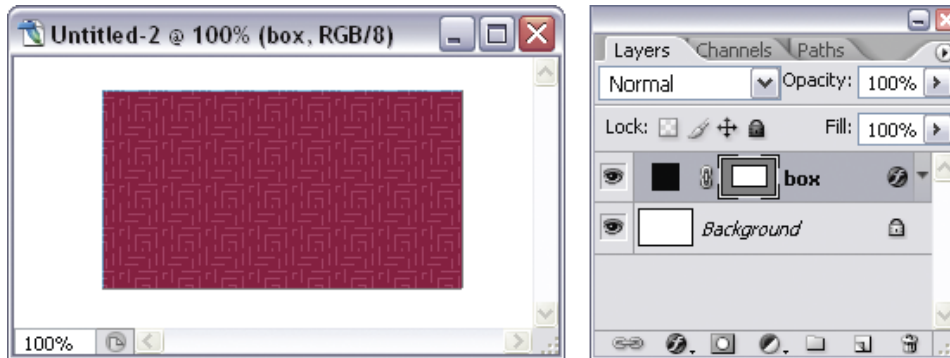 Untitled-2 @ 100% (box, RGB/8)
100%
Layers Channels Paths
Normal Opacity: 100%
Lock: Fill: 100%
box
Background